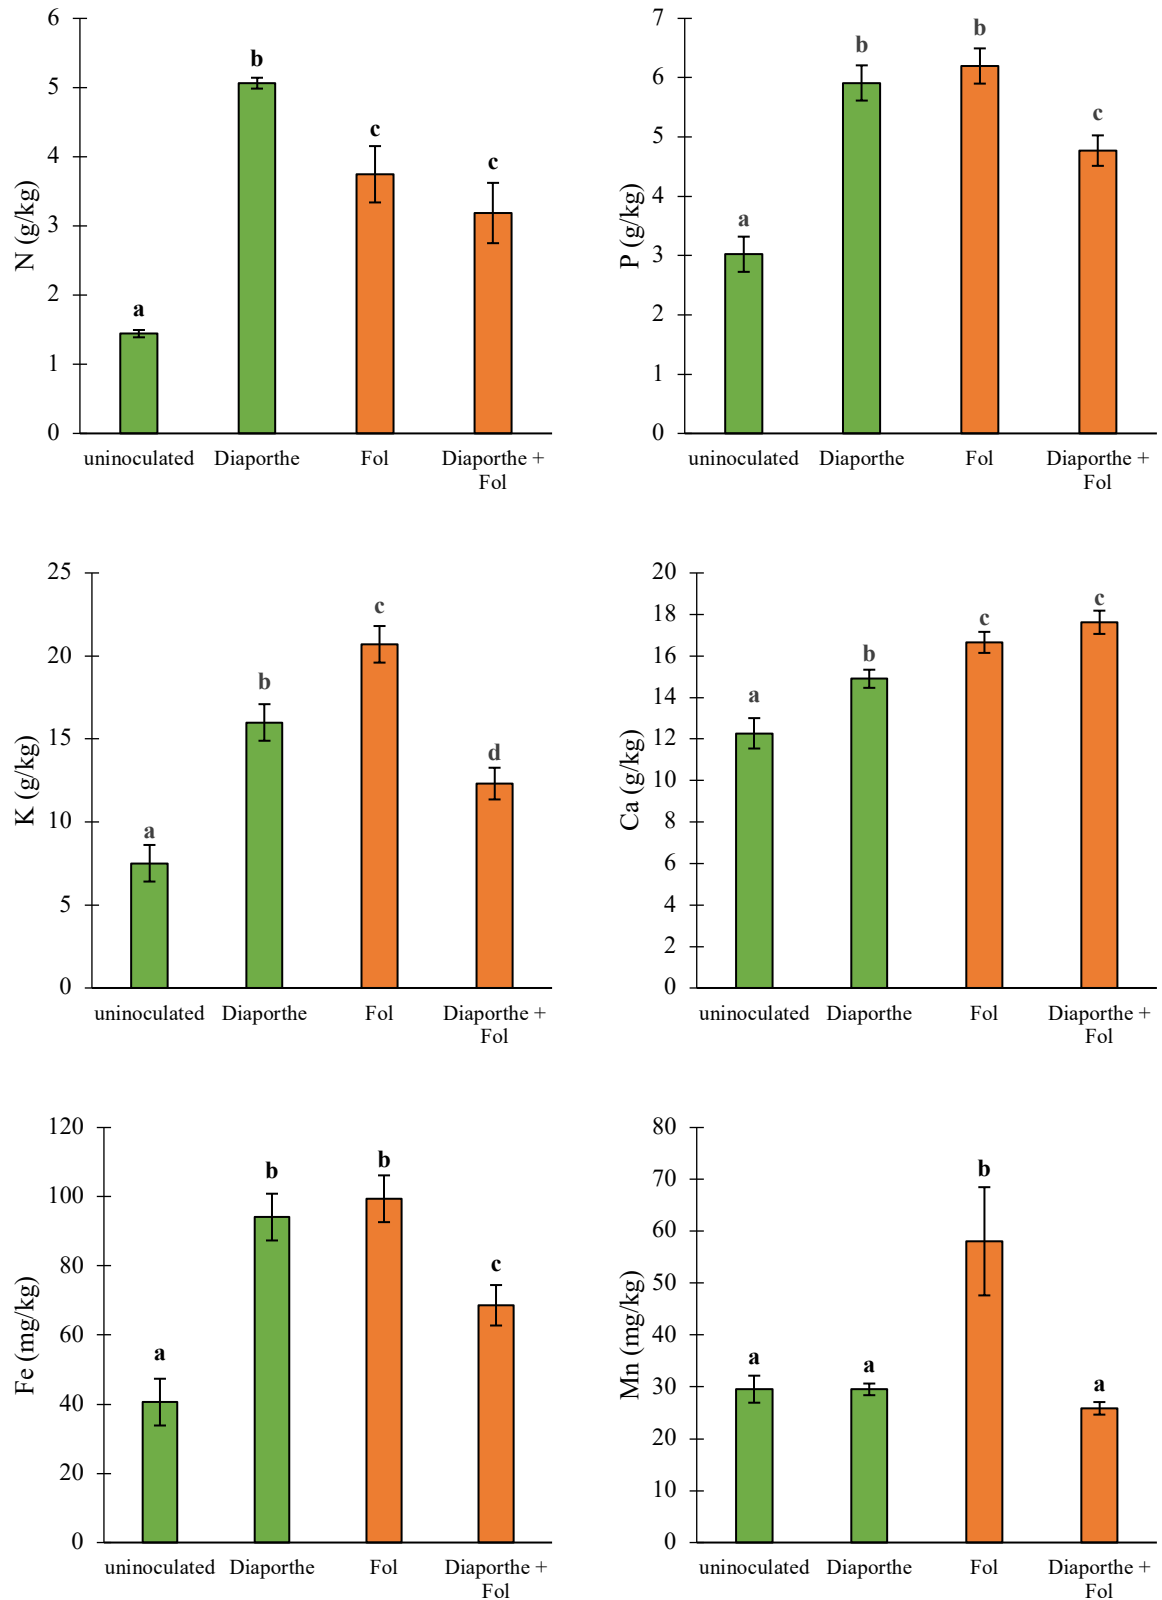 N (g/kg)
6
5
4
3
2
1
0
a
b
c
c
uninoculated
Diaporthe
Fol
Diaporthe +
Fol
P (g/kg)
7
6
5
4
3
2
1
0
a
b
b
c
uninoculated
Diaporthe
Fol
Diaporthe +
Fol
K (g/kg)
25
20
15
10
5
0
a
b
c
d
uninoculated
Diaporthe
Fol
Diaporthe +
Fol
Ca (g/kg)
20
18
16
14
12
10
8
6
4
2
0
a
b
c
c
uninoculated
Diaporthe
Fol
Diaporthe +
Fol
Fe (mg/kg)
120
100
80
60
40
20
0
a
b
b
c
uninoculated
Diaporthe
Fol
Diaporthe +
Fol
Mn (mg/kg)
80
70
60
50
40
30
20
10
0
a
a
b
a
uninoculated
Diaporthe
Fol
Diaporthe +
Fol